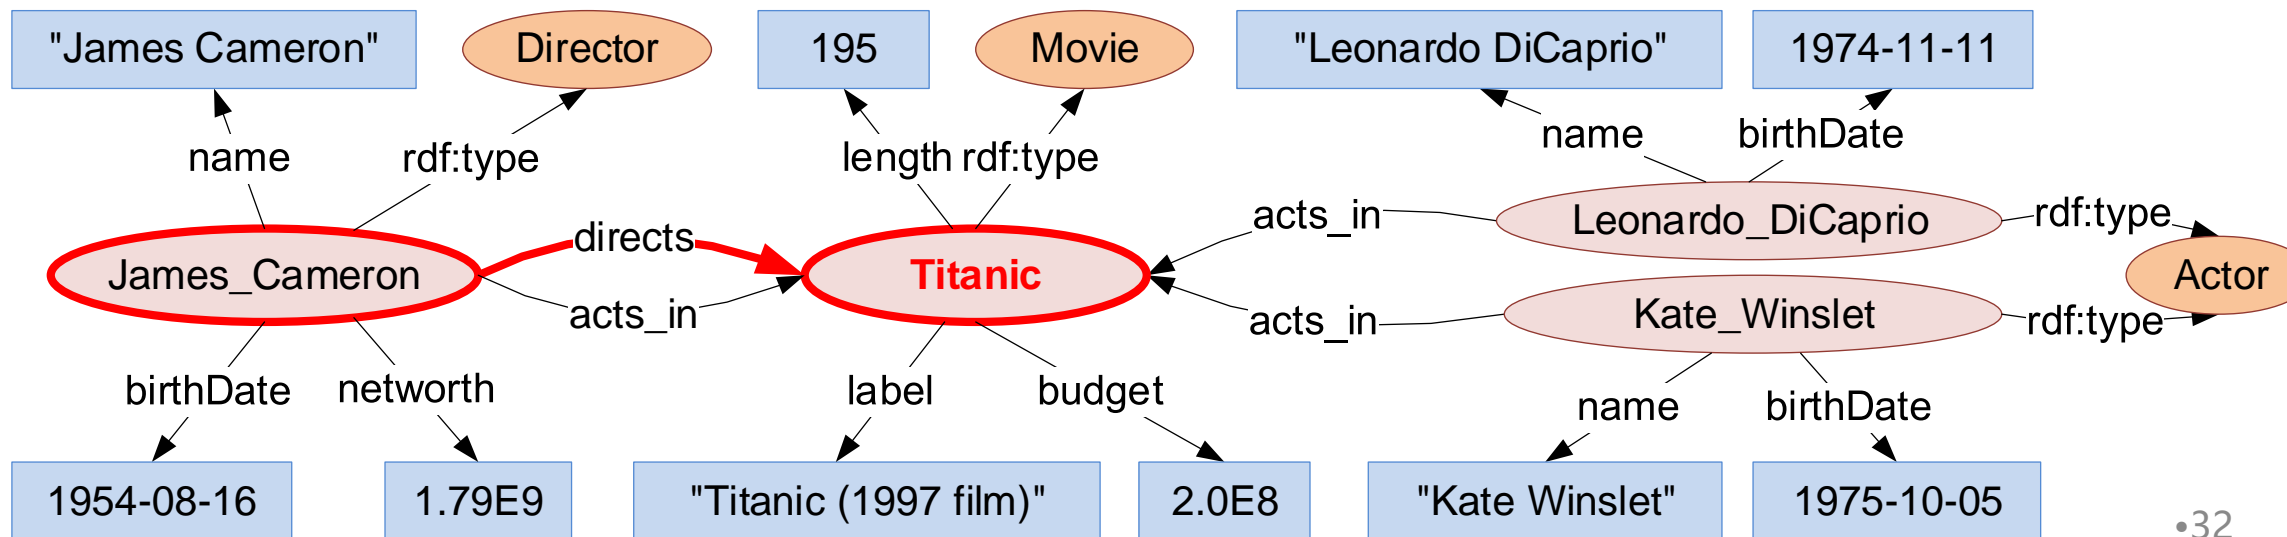 "James Cameron" Director 195 Movie "Leonardo DiCaprio" 1974-11-11
name rdf:type length rdf:type name birthDate
James_Cameron directs acts_in Titanic acts_in Leonardo_DiCaprio rdf:type Actor
acts_in Kate_Winslet rdf:type
birthDate networth label budget name birthDate
1954-08-16 1.79E9 "Titanic (1997 film)" 2.0E8 "Kate Winslet" 1975-10-05
•32